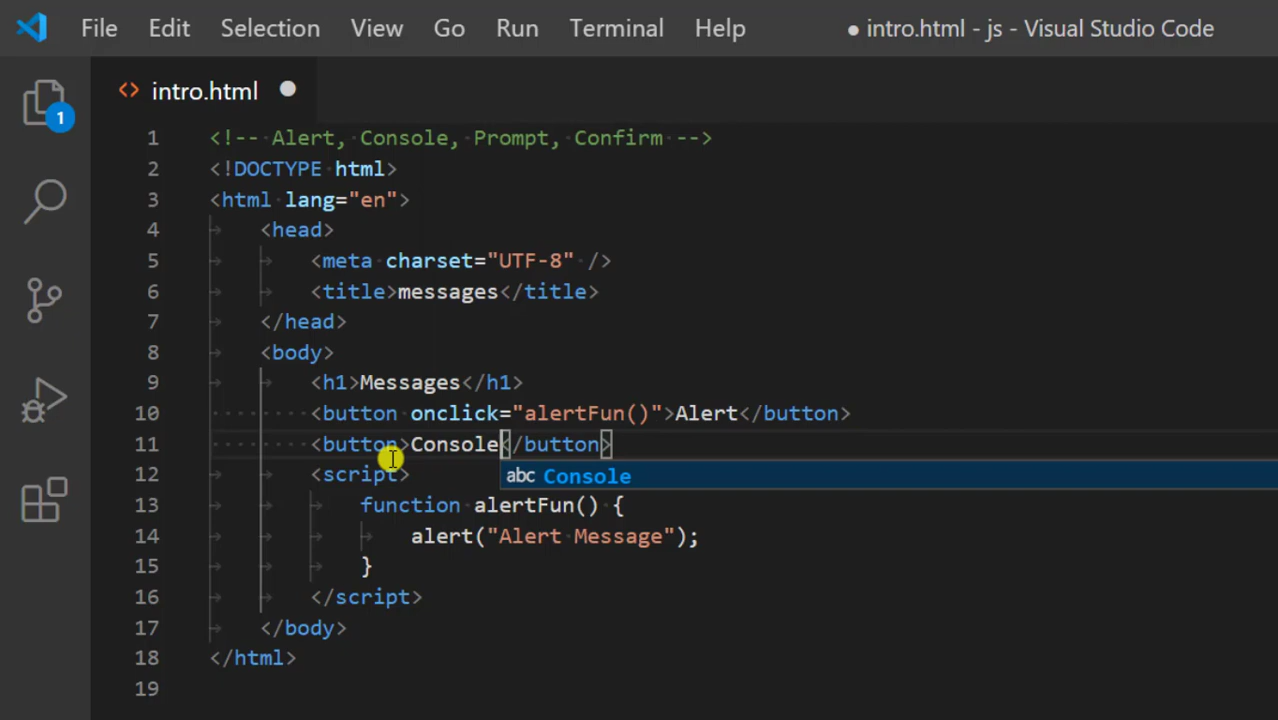 File Edit Selection View Go Run Terminal Help ● intro.html - js - Visual Studio Code
<> intro.html ●
1
1 <!-- Alert, Console, Prompt, Confirm -->
2 <!DOCTYPE html>
3 <html lang="en">
4 <head>
5 <meta charset="UTF-8" />
6 <title>messages</title>
7 </head>
8 <body>
9 <h1>Messages</h1>
10 <button onclick="alertFun()">Alert</button>
11 <button>Console</button>
12 <script>
abc Console
13 function alertFun() {
14 alert("Alert Message");
15 }
16 </script>
17 </body>
18 </html>
19